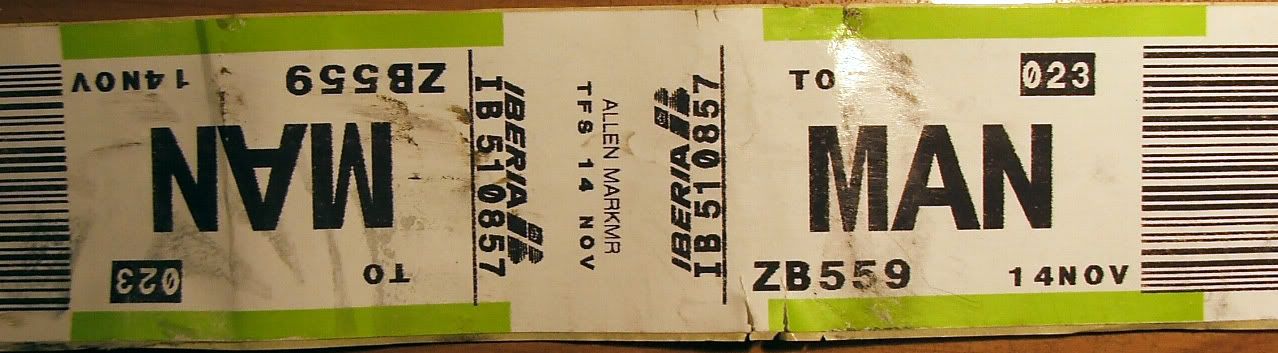 14NOV
ZB559
MAN
TO
023
IBERIA
IB 510857
ALLEN MARKMR
TFS 14 NOV
IBERIA
IB 510857
TO
023
MAN
ZB559
14NOV